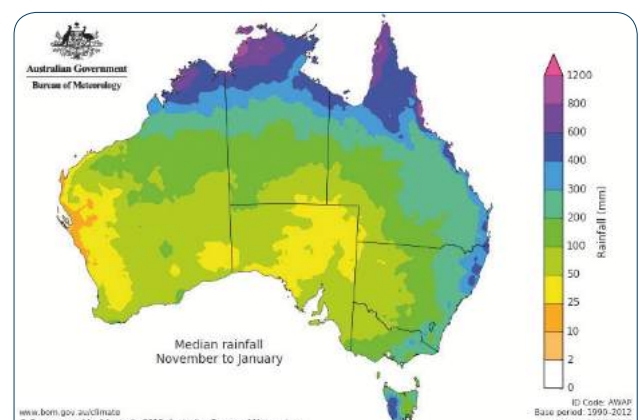 Australian Government
Bureau of Meteorology
1200
800
600
400
300
200
100
50
25
10
2
0
Rainfall (mm)
Median rainfall
November to January
www.bom.gov.au/climate
ID Code: AWAP
Base period: 1990-2012